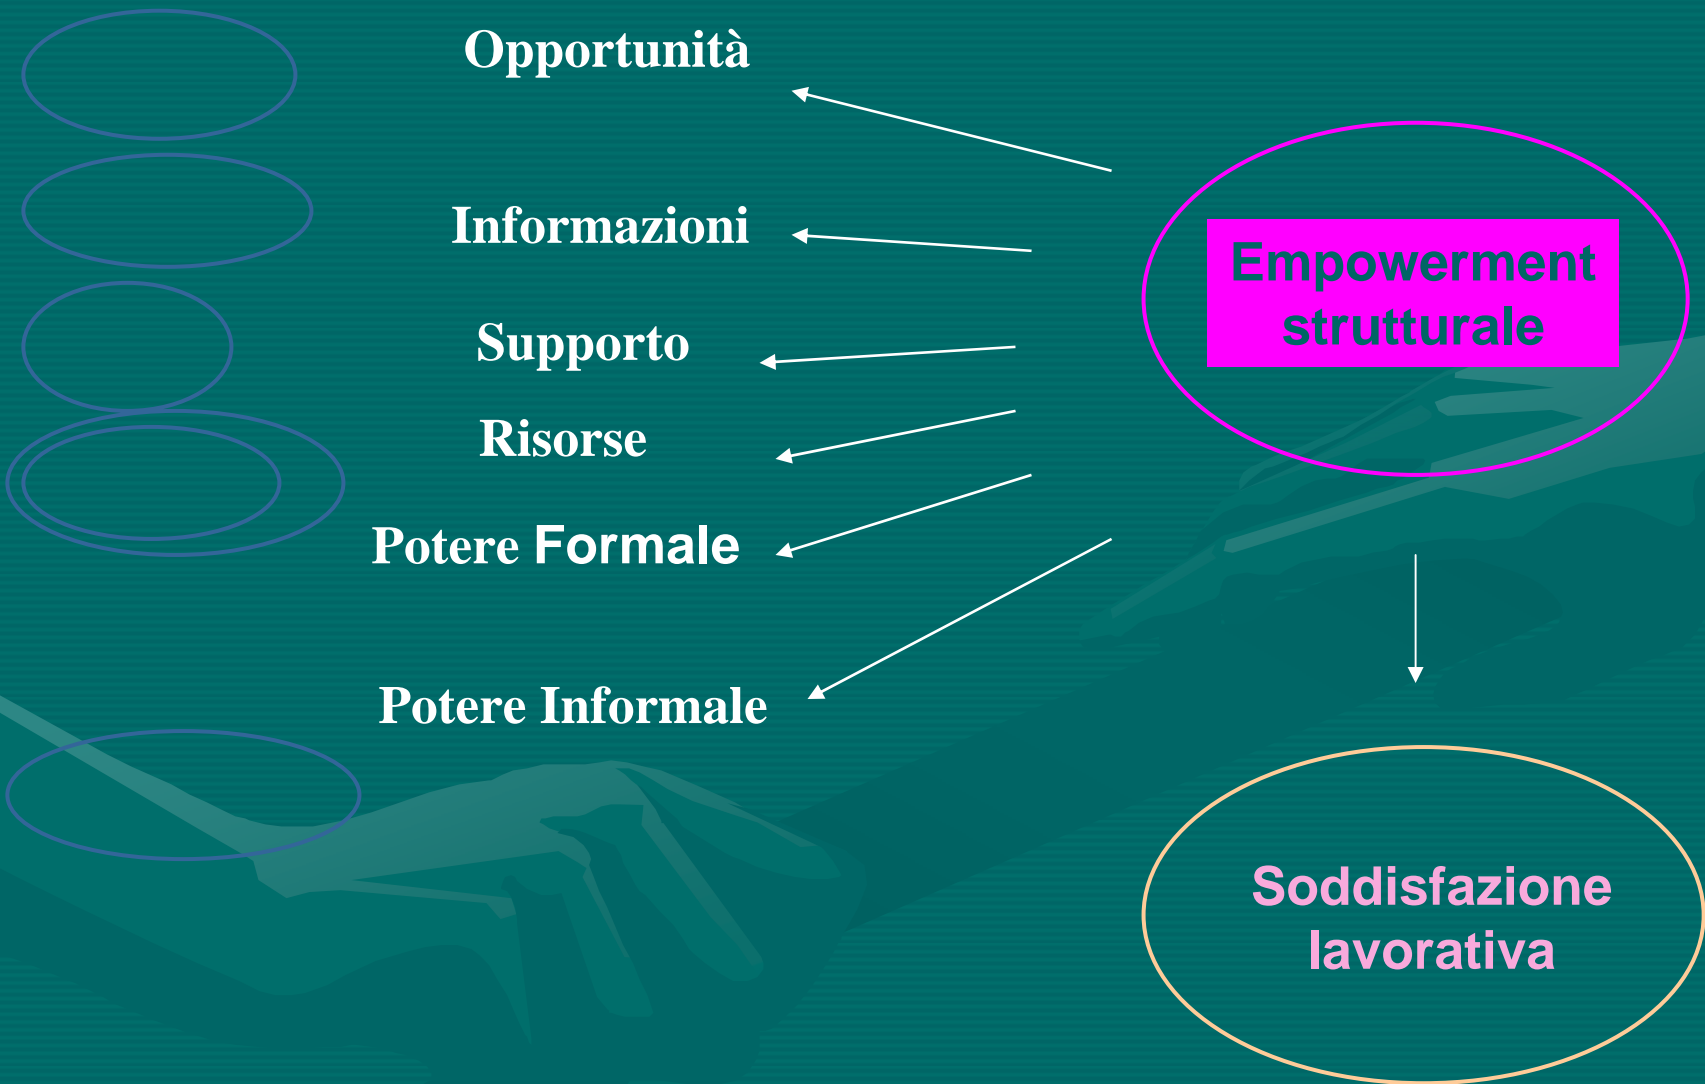 Opportunità
Informazioni
Supporto
Risorse
Potere Formale
Potere Informale
Empowerment
strutturale
Soddisfazione
lavorativa